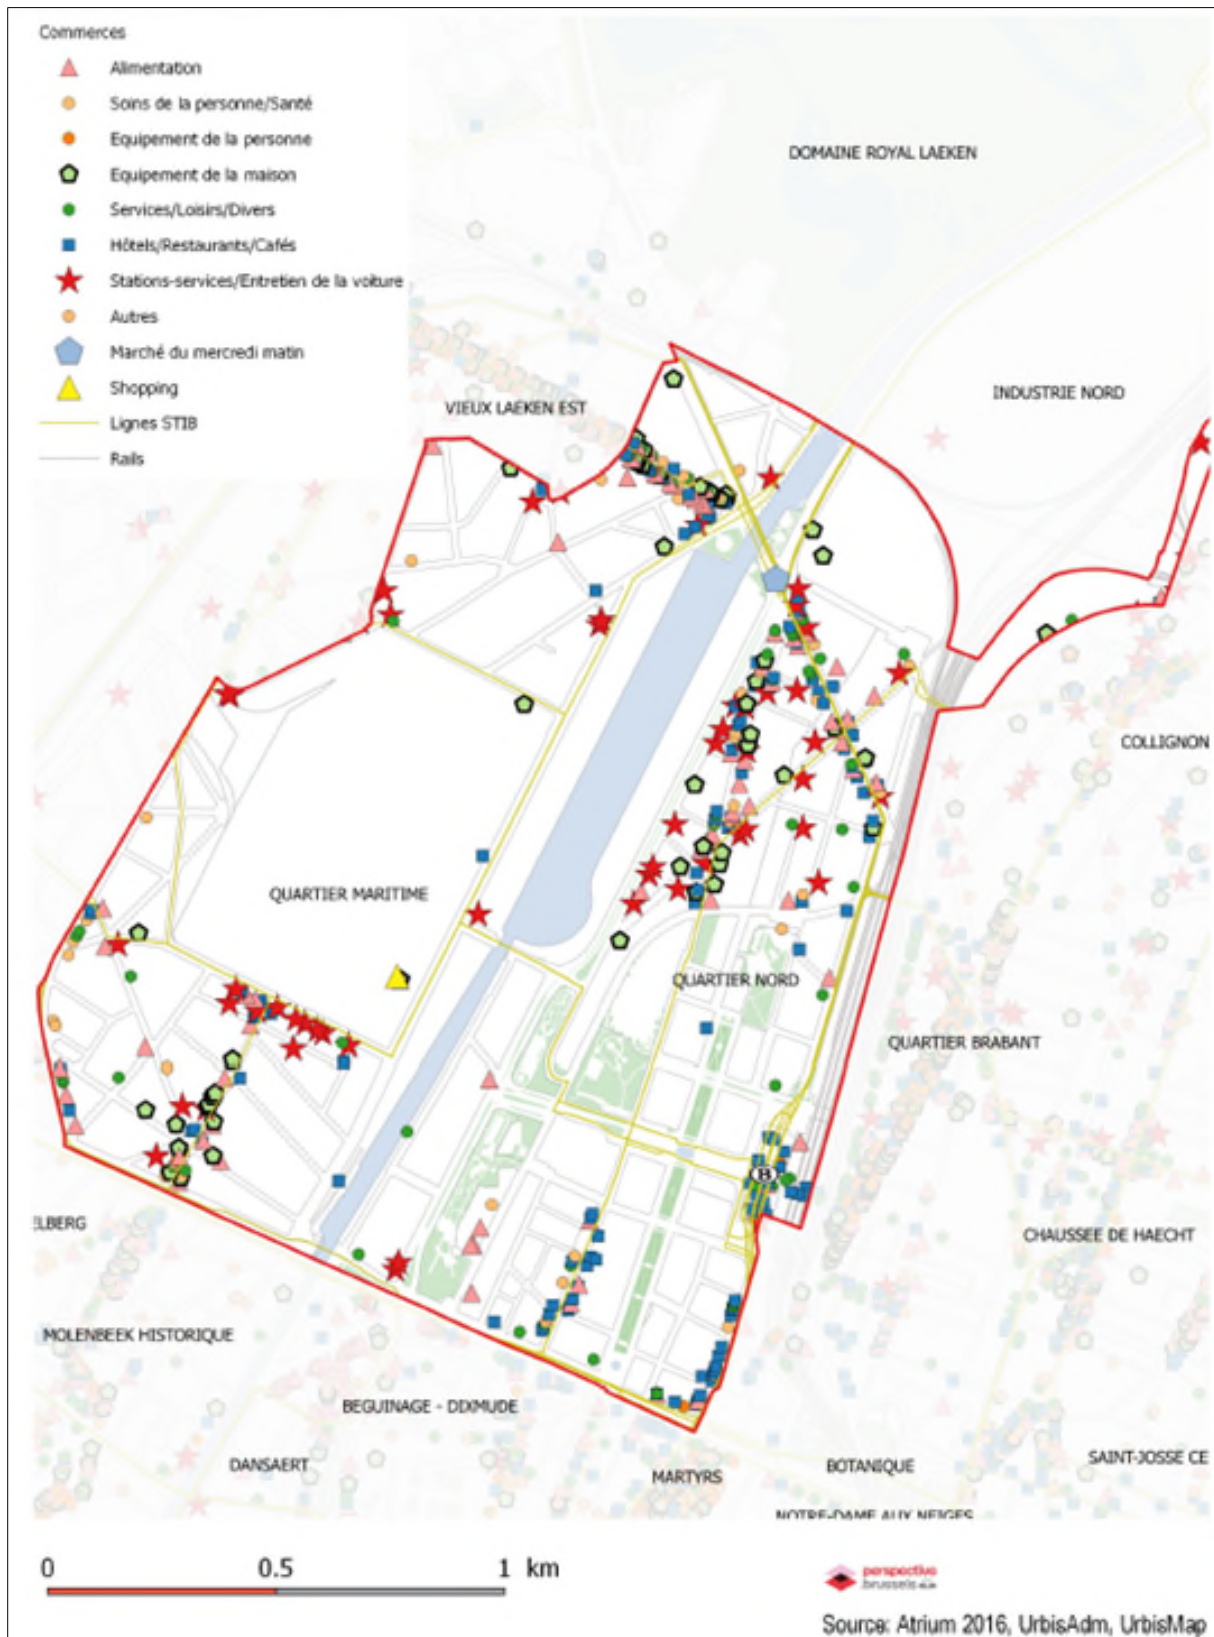 Commerces
Alimentation
Soins de la personne/Santé
Equipement de la personne
Equipement de la maison
Services/Loisirs/Divers
Hôtels/Restaurants/Cafés
Stations-services/Entretien de la voiture
Autres
Marché du mercredi matin
Shopping
Lignes STIB
Rails
DOMAINE ROYAL LAEKEN
INDUSTRIE NORD
VIEUX LAEKEN EST
COLLIGNON
QUARTIER MARITIME
QUARTIER NORD
QUARTIER BRABANT
B
ELBERG
CHAUSSEE DE HAECHT
MOLENBEEK HISTORIQUE
BEGUINAGE - DIXMUDE
DANSAERT
MARTYRS
BOTANIQUE
SAINT-JOSSE CE
NOTRE-DAME AUX NEIGES
0 0.5 1 km
perspective
.brussels
Source: Atrium 2016, UrbisAdm, UrbisMap